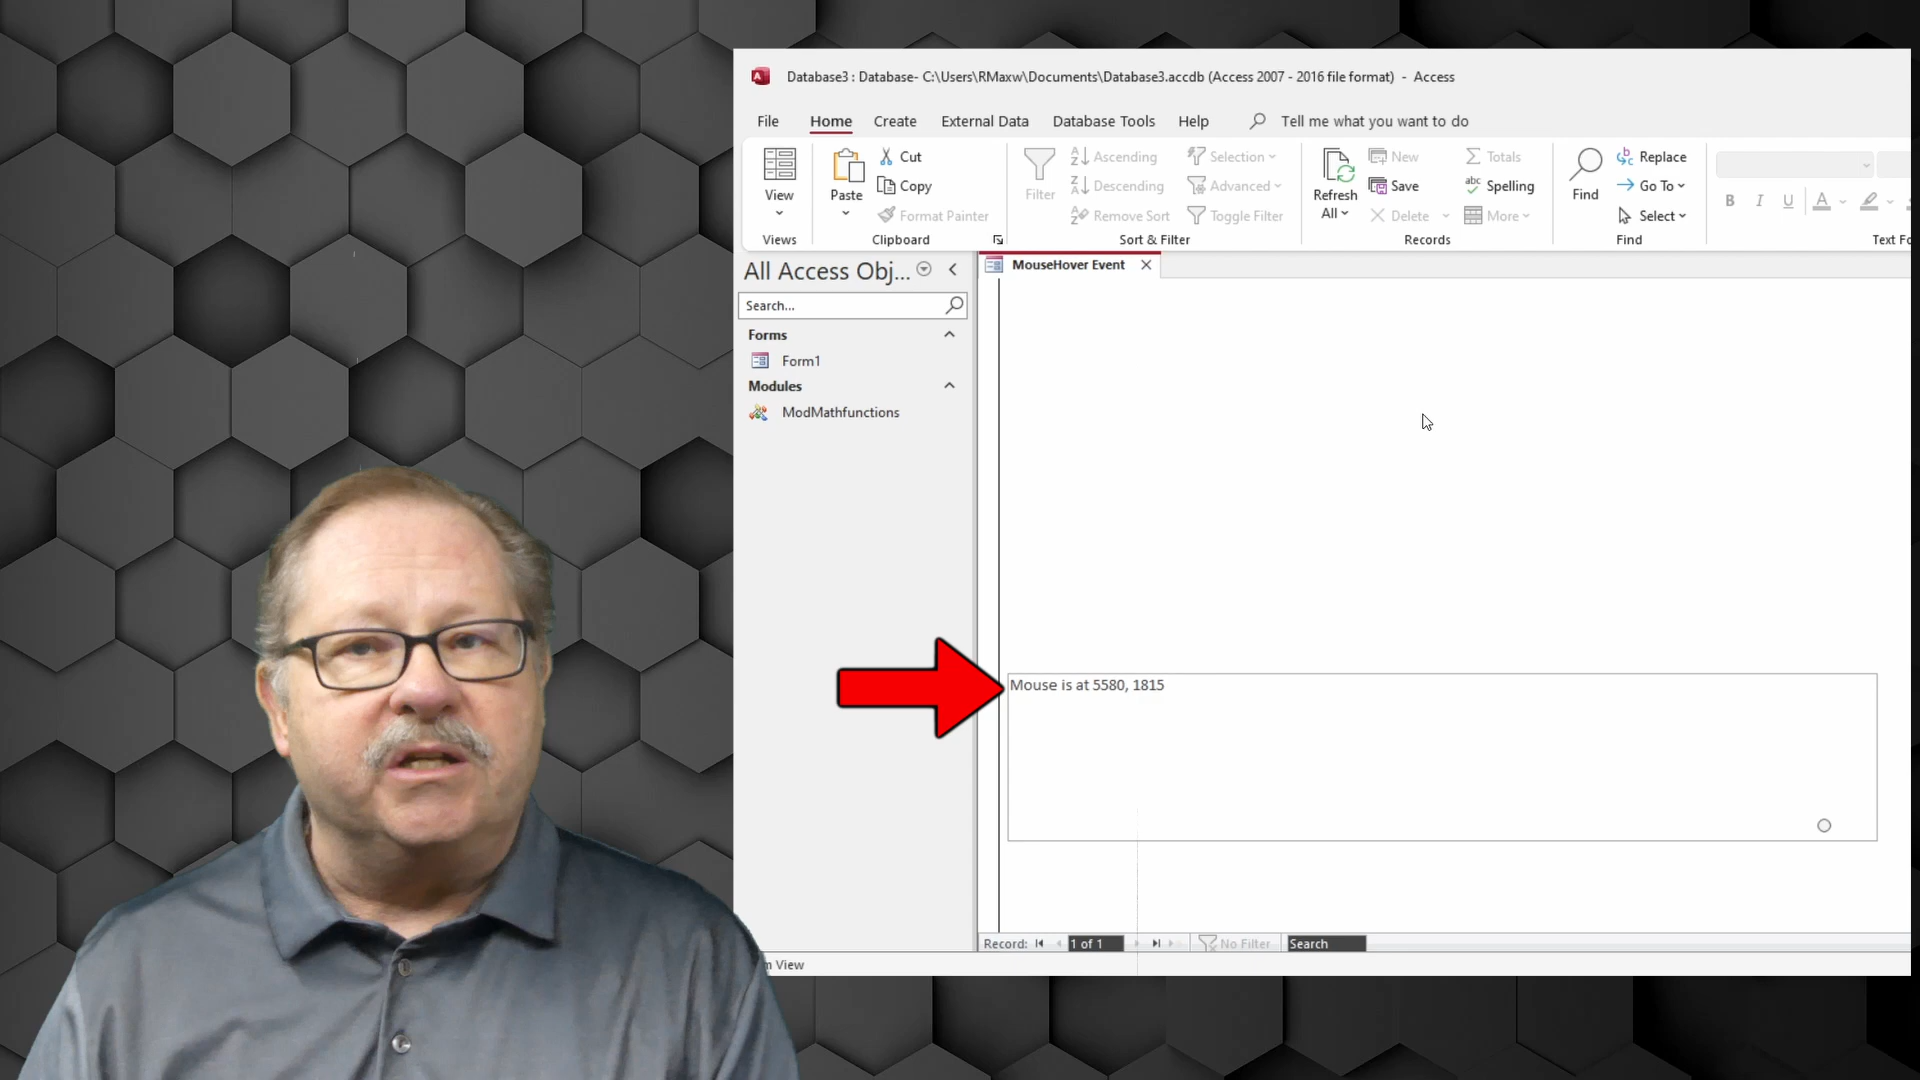 Database3 : Database- C:\Users\RMaxw\Documents\Database3.accdb (Access 2007 - 2016 file format) - Access
File Home Create External Data Database Tools Help Tell me what you want to do
View
Views
Paste
Cut
Copy
Format Painter
Clipboard
Filter
Ascending
Descending
Remove Sort
Selection
Advanced
Toggle Filter
Sort & Filter
Refresh
All
New
Save
Delete
Totals
Spelling
More
Records
Find
Replace
Go To
Select
Find
B I U A
Text Fo
All Access Obj...
Search...
Forms
Form1
Modules
ModMathfunctions
MouseHover Event
Mouse is at 5580, 1815
Record: 1 of 1 No Filter Search
m View